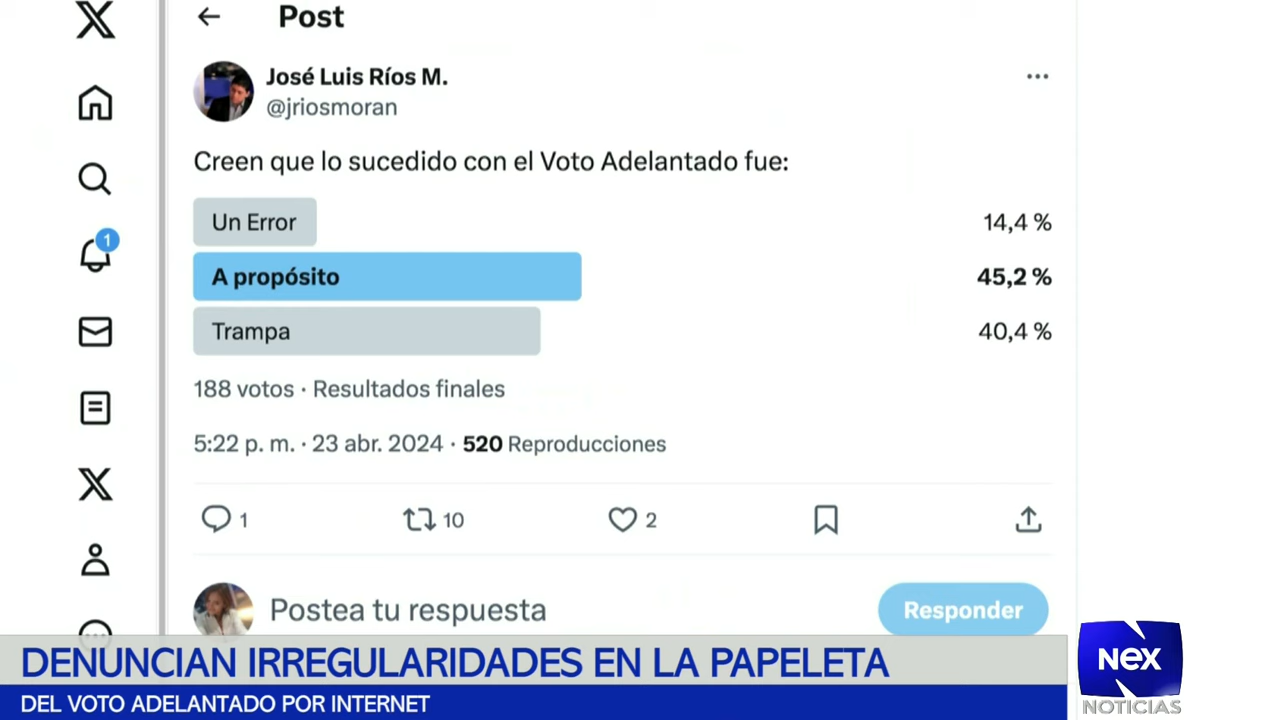 Post
José Luis Ríos M.
@jriosmoran
Creen que lo sucedido con el Voto Adelantado fue:
Un Error 14,4 %
A propósito 45,2 %
Trampa 40,4 %
188 votos · Resultados finales
5:22 p. m. · 23 abr. 2024 · 520 Reproducciones
1 10 2
1
Postea tu respuesta
Responder
DENUNCIAN IRREGULARIDADES EN LA PAPELETA
DEL VOTO ADELANTADO POR INTERNET
NEX
NOTICIAS